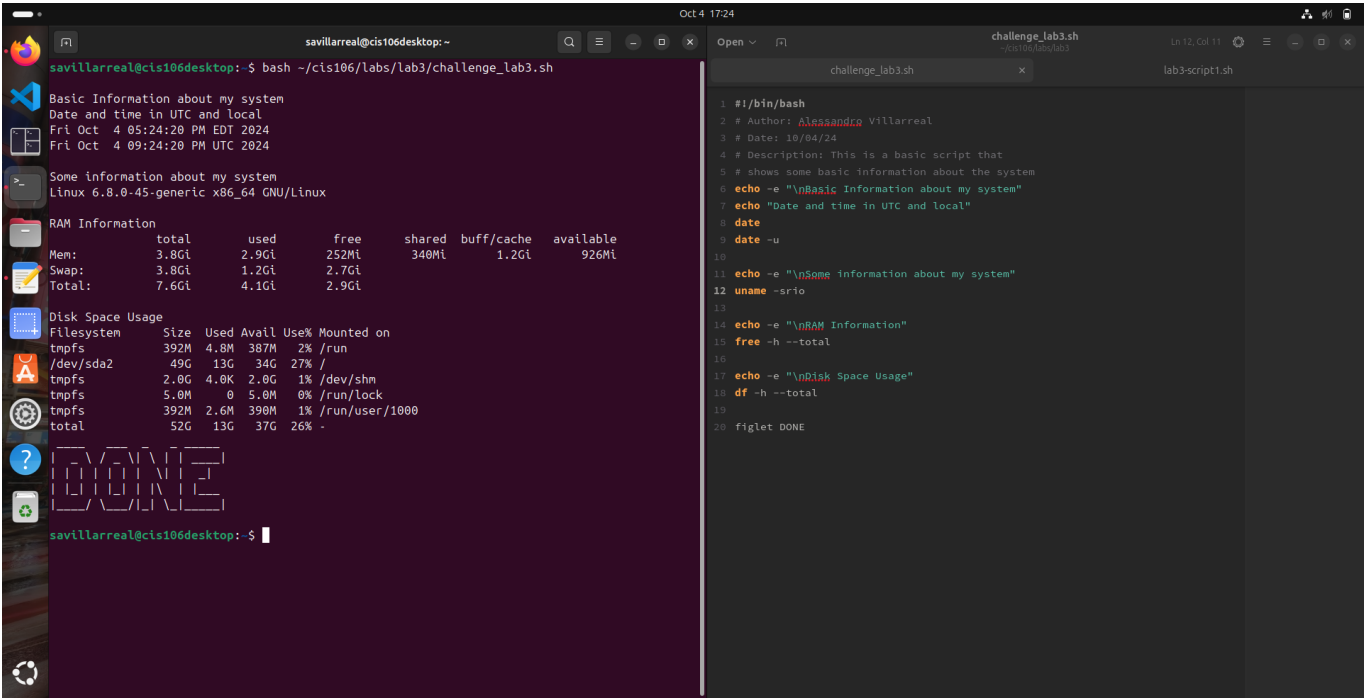 Oct 4 17:24
savillarreal@cis106desktop: ~
savillarreal@cis106desktop:~$ bash ~/cis106/labs/lab3/challenge_lab3.sh
Basic Information about my system
Date and time in UTC and local
Fri Oct  4 05:24:20 PM EDT 2024
Fri Oct  4 09:24:20 PM UTC 2024
Some information about my system
Linux 6.8.0-45-generic x86_64 GNU/Linux
RAM Information
total used free shared buff/cache available
Mem: 3.8Gi 2.9Gi 252Mi 340Mi 1.2Gi 926Mi
Swap: 3.8Gi 1.2Gi 2.7Gi
Total: 7.6Gi 4.1Gi 2.9Gi
Disk Space Usage
Filesystem Size Used Avail Use% Mounted on
tmpfs 392M 4.8M 387M 2% /run
/dev/sda2 49G 13G 34G 27% /
tmpfs 2.0G 4.0K 2.0G 1% /dev/shm
tmpfs 5.0M 0 5.0M 0% /run/lock
tmpfs 392M 2.6M 390M 1% /run/user/1000
total 52G 13G 37G 26% -
DONE
savillarreal@cis106desktop:~$
Open
challenge_lab3.sh
~/cis106/labs/lab3
Ln 12, Col 11
challenge_lab3.sh
lab3-script1.sh
1 #!/bin/bash
2 # Author: Alessandro Villarreal
3 # Date: 10/04/24
4 # Description: This is a basic script that
5 # shows some basic information about the system
6 echo -e "\nBasic Information about my system"
7 echo "Date and time in UTC and local"
8 date
9 date -u
10
11 echo -e "\nSome information about my system"
12 uname -srio
13
14 echo -e "\nRAM Information"
15 free -h --total
16
17 echo -e "\nDisk Space Usage"
18 df -h --total
19
20 figlet DONE